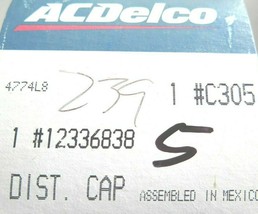 ACDelco
4774L8 239 1 #C305
1 #12336838 5
DIST. CAP ASSEMBLED IN MEXICO